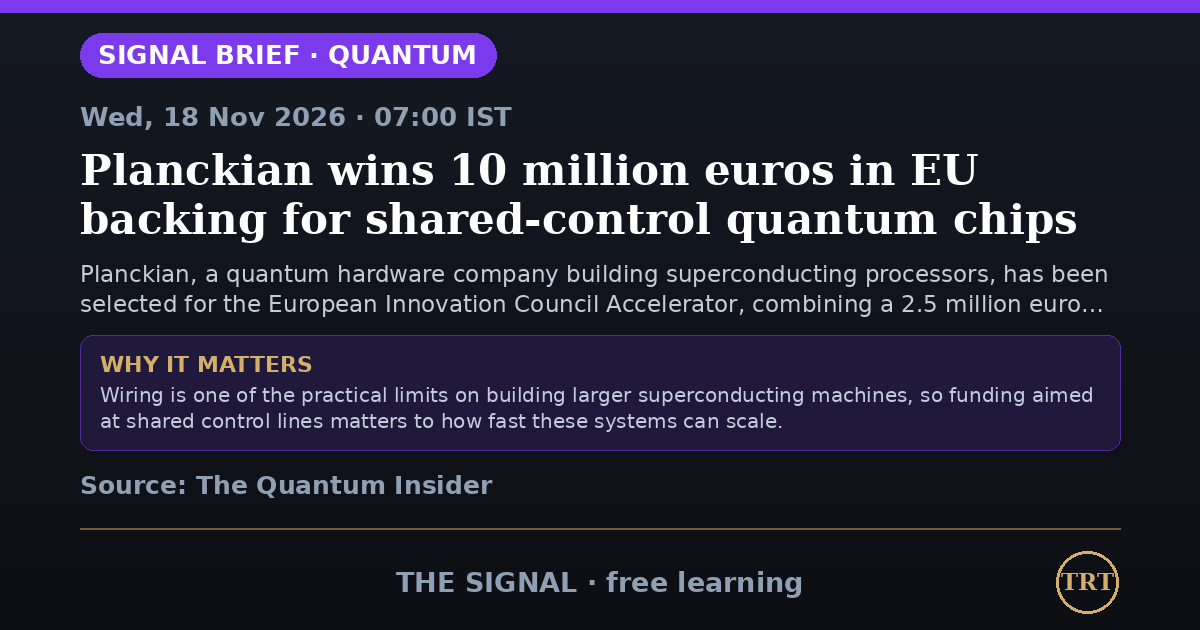 SIGNAL BRIEF · QUANTUM
Wed, 18 Nov 2026 · 07:00 IST
Planckian wins 10 million euros in EU
backing for shared-control quantum chips
Planckian, a quantum hardware company building superconducting processors, has been
selected for the European Innovation Council Accelerator, combining a 2.5 million euro…
WHY IT MATTERS
Wiring is one of the practical limits on building larger superconducting machines, so funding aimed
at shared control lines matters to how fast these systems can scale.
Source: The Quantum Insider
THE SIGNAL · free learning
TRT